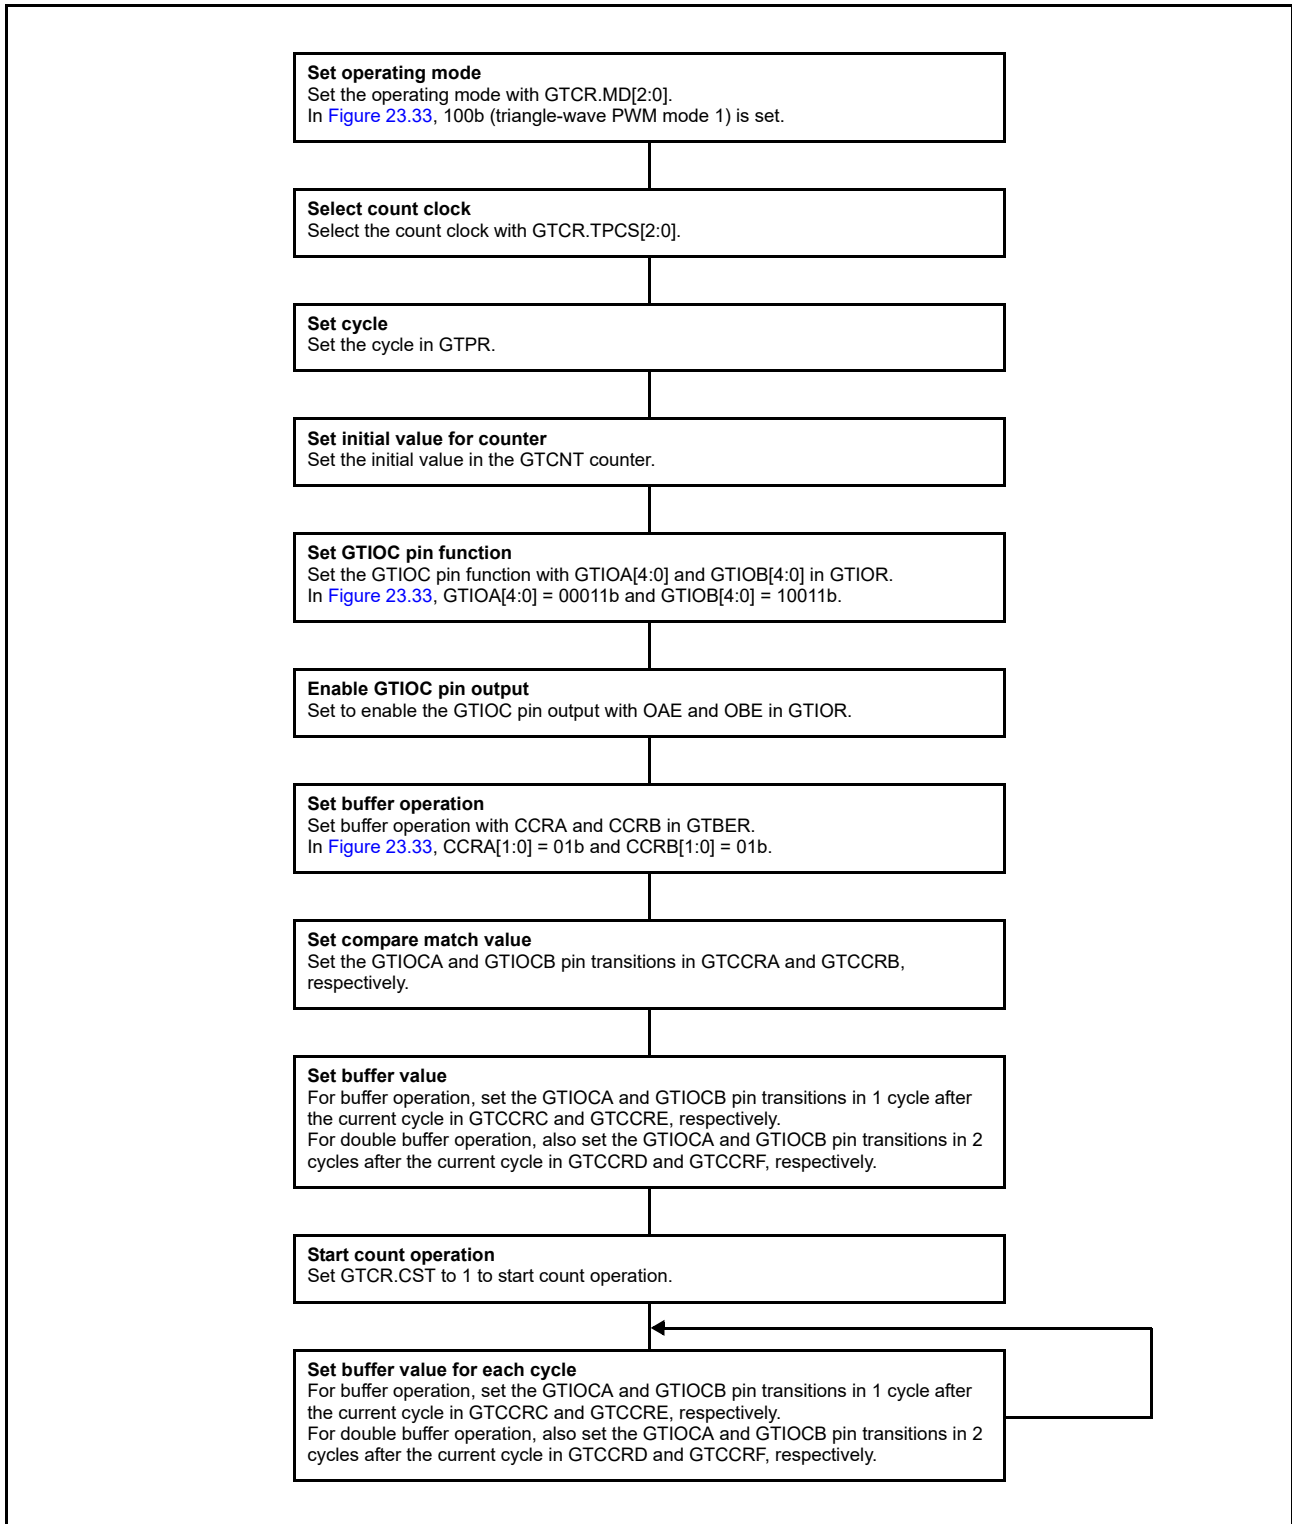 Set operating mode
Set the operating mode with GTCR.MD[2:0].
In Figure 23.33, 100b (triangle-wave PWM mode 1) is set.
Select count clock
Select the count clock with GTCR.TPCS[2:0].
Set cycle
Set the cycle in GTPR.
Set initial value for counter
Set the initial value in the GTCNT counter.
Set GTIOC pin function
Set the GTIOC pin function with GTIOA[4:0] and GTIOB[4:0] in GTIOR.
In Figure 23.33, GTIOA[4:0] = 00011b and GTIOB[4:0] = 10011b.
Enable GTIOC pin output
Set to enable the GTIOC pin output with OAE and OBE in GTIOR.
Set buffer operation
Set buffer operation with CCRA and CCRB in GTBER.
In Figure 23.33, CCRA[1:0] = 01b and CCRB[1:0] = 01b.
Set compare match value
Set the GTIOCA and GTIOCB pin transitions in GTCCRA and GTCCRB,
respectively.
Set buffer value
For buffer operation, set the GTIOCA and GTIOCB pin transitions in 1 cycle after
the current cycle in GTCCRC and GTCCRE, respectively.
For double buffer operation, also set the GTIOCA and GTIOCB pin transitions in 2
cycles after the current cycle in GTCCRD and GTCCRF, respectively.
Start count operation
Set GTCR.CST to 1 to start count operation.
Set buffer value for each cycle
For buffer operation, set the GTIOCA and GTIOCB pin transitions in 1 cycle after
the current cycle in GTCCRC and GTCCRE, respectively.
For double buffer operation, also set the GTIOCA and GTIOCB pin transitions in 2
cycles after the current cycle in GTCCRD and GTCCRF, respectively.